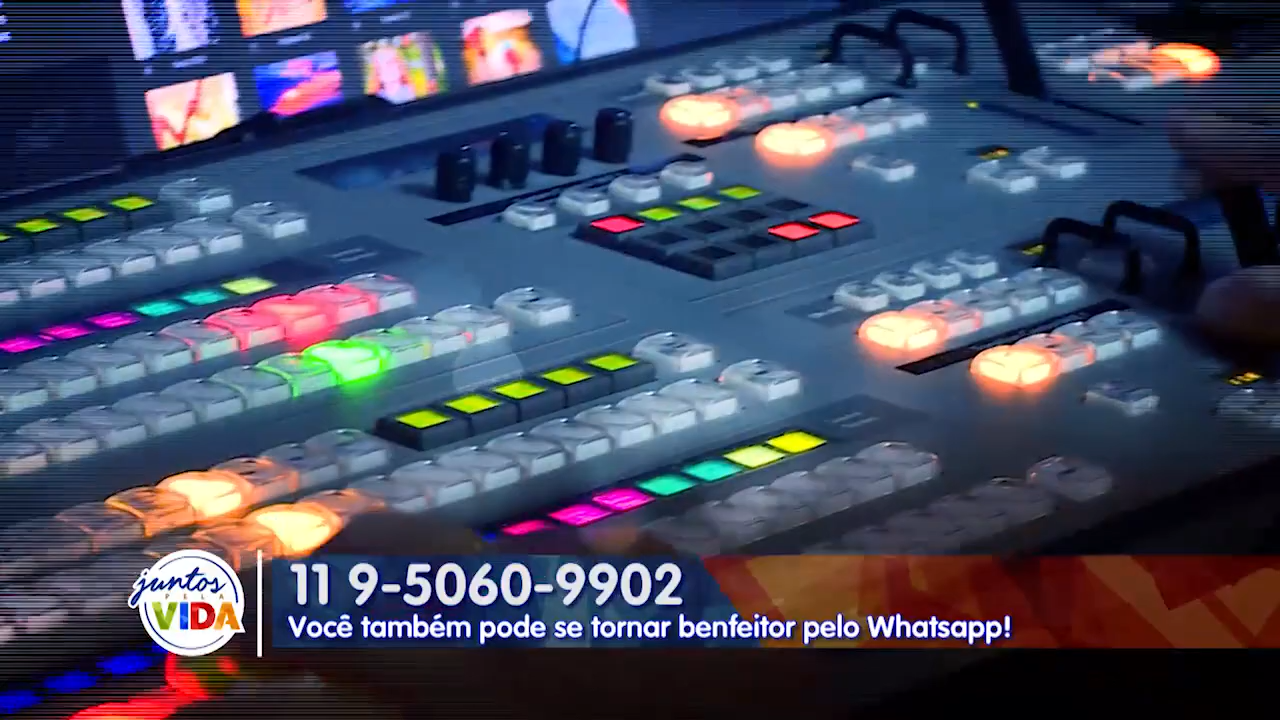 juntos
PELA
VIDA
11 9-5060-9902
Você também pode se tornar benfeitor pelo Whatsapp!